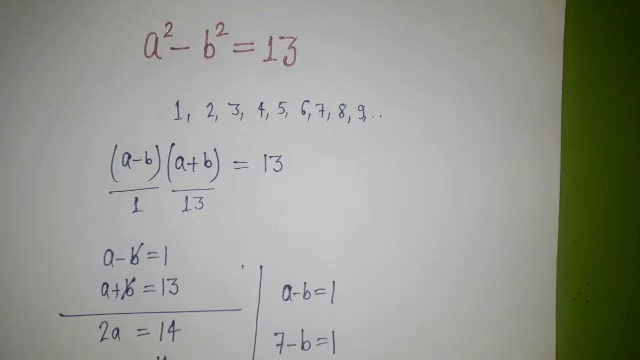 a² - b² = 13
1, 2, 3, 4, 5, 6, 7, 8, 9, ..
(a-b)(a+b) = 13
1 13
a-b=1
a+b=13
2a = 14
a-b=1
7-b=1